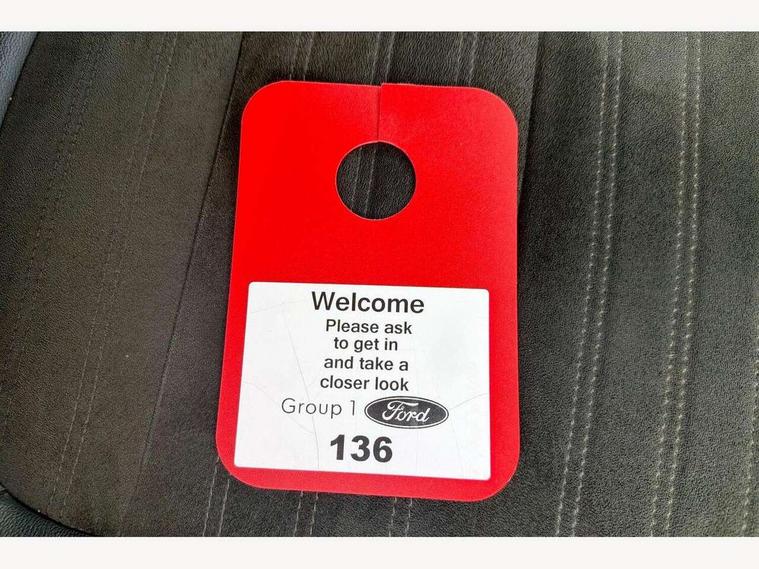 Welcome
Please ask
to get in
and take a
closer look
Group 1 Ford
136